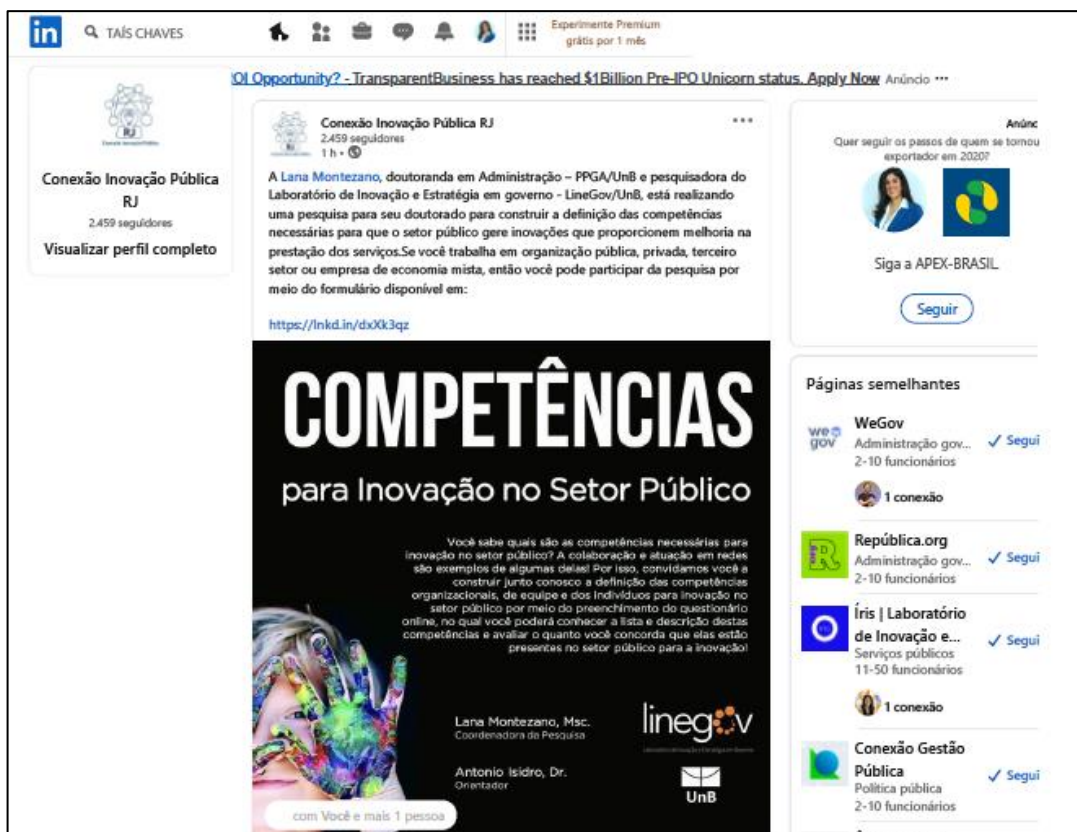 in
TAÍS CHAVES
Experimente Premium
grátis por 1 mês
OI Opportunity? - TransparentBusiness has reached $1Billion Pre-IPO Unicorn status. Apply Now Anúncio •••
RJ
Conexão Inovação Pública
RJ
2.459 seguidores
Visualizar perfil completo
Conexão Inovação Pública RJ
2.459 seguidores
1 h •
A Lana Montezano, doutoranda em Administração – PPGA/UnB e pesquisadora do
Laboratório de Inovação e Estratégia em governo - LineGov/UnB, está realizando
uma pesquisa para seu doutorado para construir a definição das competências
necessárias para que o setor público gere inovações que proporcionem melhoria na
prestação dos serviços.Se você trabalha em organização pública, privada, terceiro
setor ou empresa de economia mista, então você pode participar da pesquisa por
meio do formulário disponível em:
https://lnkd.in/dxXk3qz
COMPETÊNCIAS
para Inovação no Setor Público
Você sabe quais são as competências necessárias para
inovação no setor público? A colaboração e atuação em redes
são exemplos de algumas delas! Por isso, convidamos você a
construir junto conosco a definição das competências
organizacionais, de equipe e dos indivíduos para inovação no
setor público por meio do preenchimento do questionário
online, no qual você poderá conhecer a lista e descrição destas
competências e avaliar o quanto você concorda que elas estão
presentes no setor público para a inovação!
Lana Montezano, Msc.
Coordenadora da Pesquisa
Antonio Isidro, Dr.
Orientador
linegov
UnB
com Você e mais 1 pessoa
Anúnc
Quer seguir os passos de quem se tornou
exportador em 2020?
Siga a APEX-BRASIL
Seguir
Páginas semelhantes
we gov
WeGov
Administração gov...
2-10 funcionários
Segui
1 conexão
org R
República.org
Administração gov...
2-10 funcionários
Segui
Íris | Laboratório
de Inovação e...
Serviços públicos
11-50 funcionários
Segui
1 conexão
Conexão Gestão
Pública
Política pública
2-10 funcionários
Segui